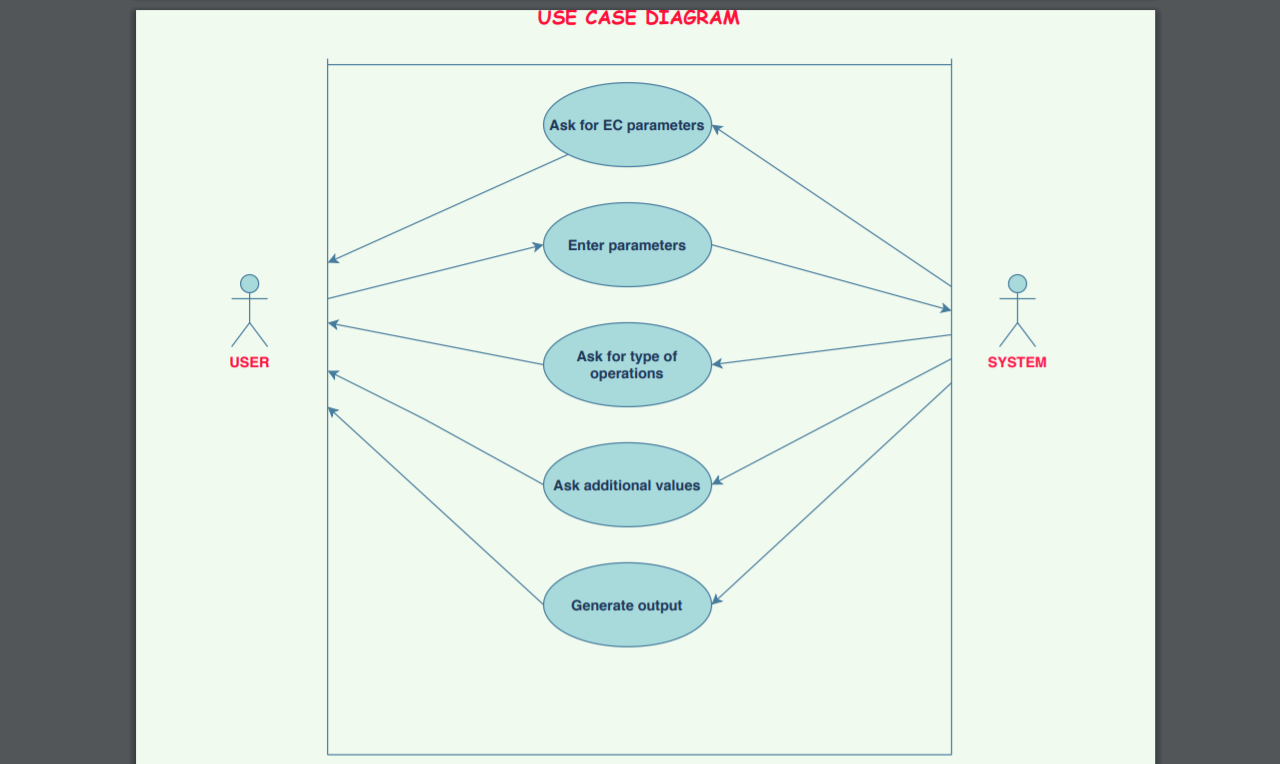 USE CASE DIAGRAM
Ask for EC parameters
Enter parameters
USER
SYSTEM
Ask for type of
operations
Ask additional values
Generate output